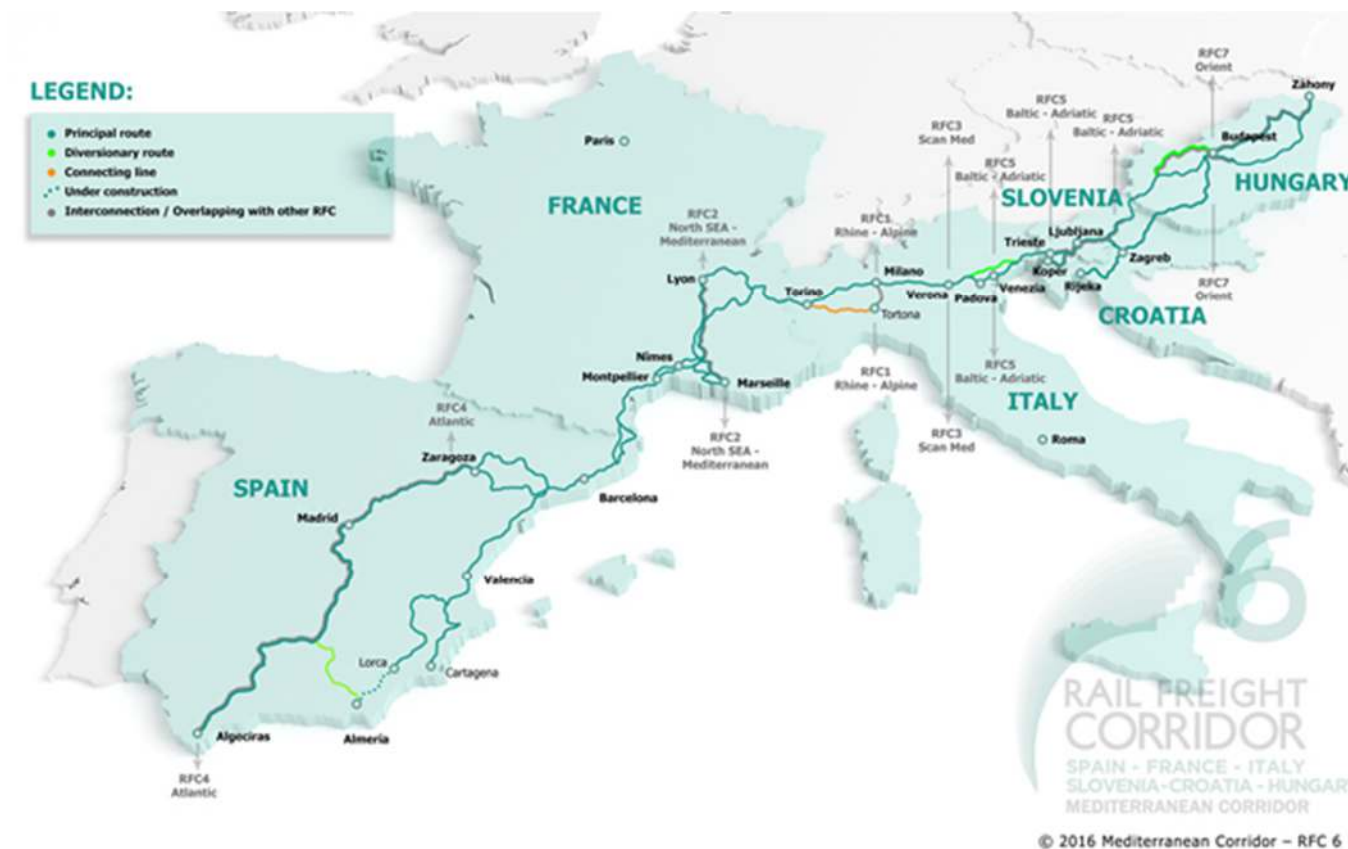 LEGEND:
Principal route
Diversionary route
Connecting line
Under construction
Interconnection / Overlapping with other RFC
Paris
FRANCE
RFC2
North SEA -
Mediterranean
Lyon
RFC1
Rhine - Alpine
RFC3
Scan Med
RFC5
Baltic - Adriatic
RFC5
Baltic - Adriatic
RFC5
Baltic - Adriatic
RFC7
Orient
Záhony
Budapest
HUNGARY
SLOVENIA
Ljubljana
Trieste
Koper
Zagreb
Rijeka
RFC7
Orient
CROATIA
Milano
Torino
Tortona
Verona
Padova
Venezia
RFC1
Rhine - Alpine
RFC5
Baltic - Adriatic
RFC3
Scan Med
ITALY
Roma
Nîmes
Montpellier
Marseille
RFC2
North SEA -
Mediterranean
RFC4
Atlantic
Zaragoza
SPAIN
Barcelona
Madrid
Valencia
Lorca
Cartagena
Algeciras
Almería
RFC4
Atlantic
6
RAIL FREIGHT
CORRIDOR
SPAIN - FRANCE - ITALY
SLOVENIA-CROATIA - HUNGAR
MEDITERRANEAN CORRIDOR
© 2016 Mediterranean Corridor – RFC 6